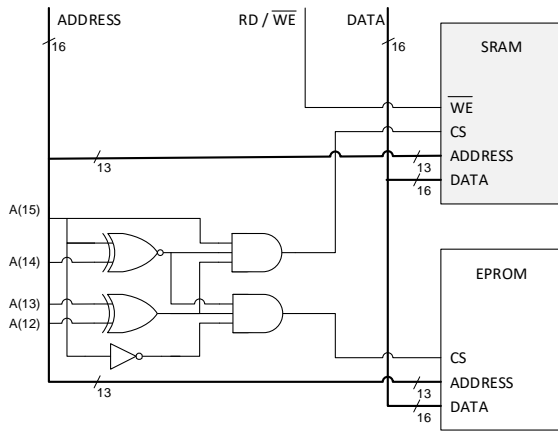 ADDRESS
16
RD / WE
DATA
16
SRAM
WE
CS
ADDRESS
13
13
DATA
16
A(15)
A(14)
A(13)
A(12)
EPROM
CS
ADDRESS
13
13
DATA
16